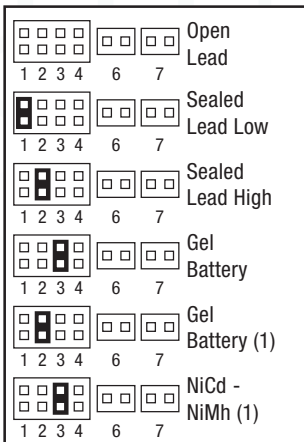 Open
Lead
1 2 3 4 6 7
Sealed
Lead Low
1 2 3 4 6 7
Sealed
Lead High
1 2 3 4 6 7
Gel
Battery
1 2 3 4 6 7
Gel
Battery (1)
1 2 3 4 6 7
NiCd -
NiMh (1)
1 2 3 4 6 7